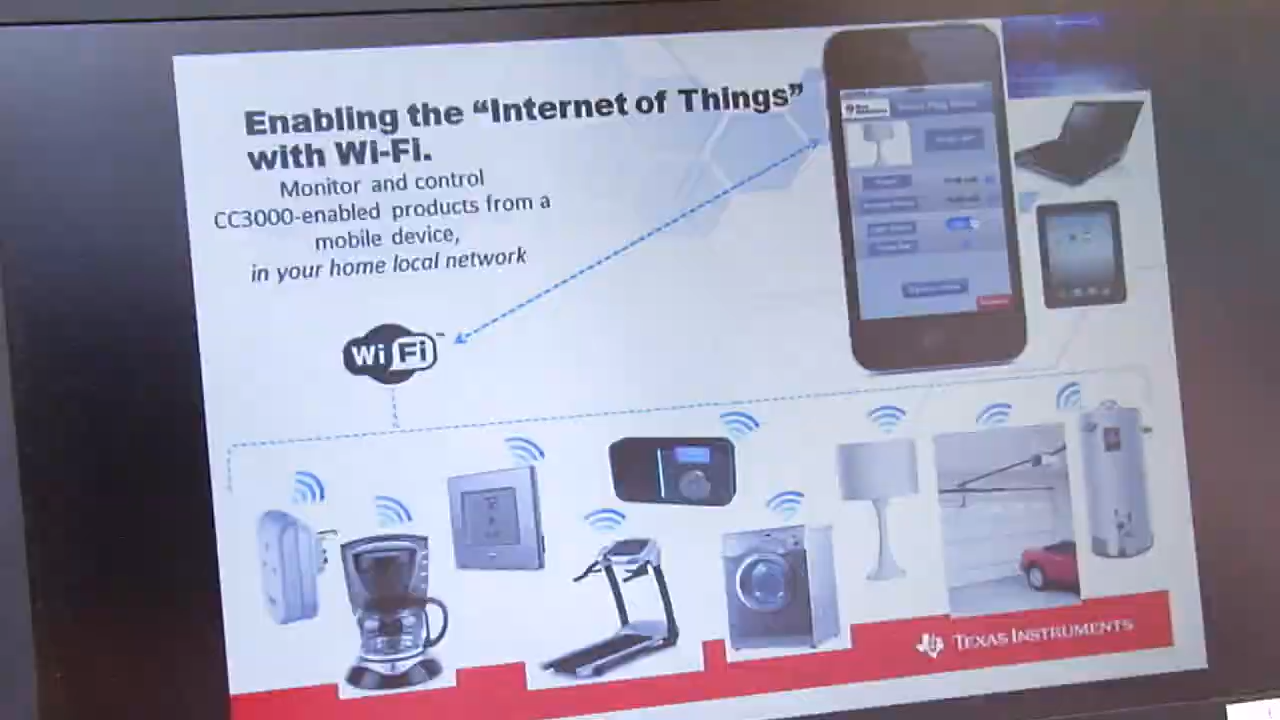 Enabling the “Internet of Things”
with Wi-Fi.
Monitor and control
CC3000-enabled products from a
mobile device,
in your home local network
Wi Fi™
TEXAS INSTRUMENTS